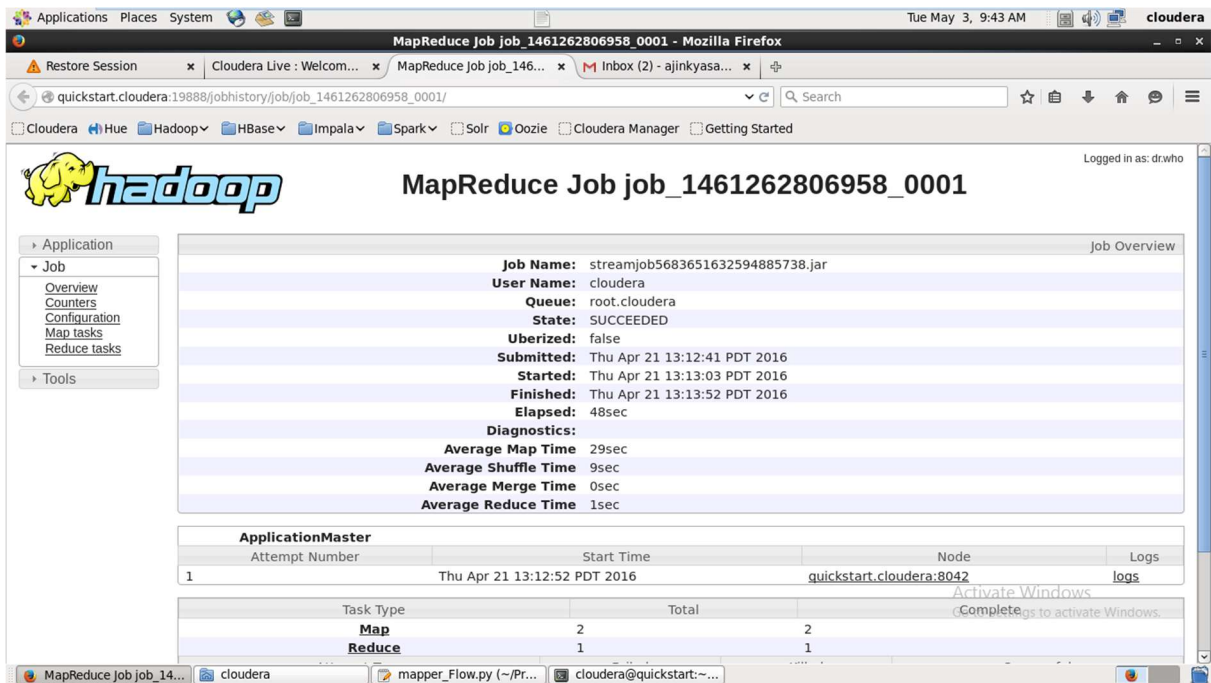 Applications Places System Tue May 3, 9:43 AM cloudera
MapReduce Job job_1461262806958_0001 - Mozilla Firefox
Restore Session Cloudera Live : Welcom... MapReduce Job job_146... Inbox (2) - ajinkyasa...
quickstart.cloudera:19888/jobhistory/job/job_1461262806958_0001/ Search
Cloudera Hue Hadoop HBase Impala Spark Solr Oozie Cloudera Manager Getting Started
Logged in as: dr.who
hadoop MapReduce Job job_1461262806958_0001
Application
Job
Overview
Counters
Configuration
Map tasks
Reduce tasks
Tools
Job Overview
Job Name: streamjob5683651632594885738.jar
User Name: cloudera
Queue: root.cloudera
State: SUCCEEDED
Uberized: false
Submitted: Thu Apr 21 13:12:41 PDT 2016
Started: Thu Apr 21 13:13:03 PDT 2016
Finished: Thu Apr 21 13:13:52 PDT 2016
Elapsed: 48sec
Diagnostics:
Average Map Time 29sec
Average Shuffle Time 9sec
Average Merge Time 0sec
Average Reduce Time 1sec
ApplicationMaster
Attempt Number Start Time Node Logs
1 Thu Apr 21 13:12:52 PDT 2016 quickstart.cloudera:8042 logs
Activate Windows
Task Type Total Complete
Go to Settings to activate Windows.
Map 2 2
Reduce 1 1
MapReduce Job job_14... cloudera mapper_Flow.py (~/Pr... cloudera@quickstart:~...